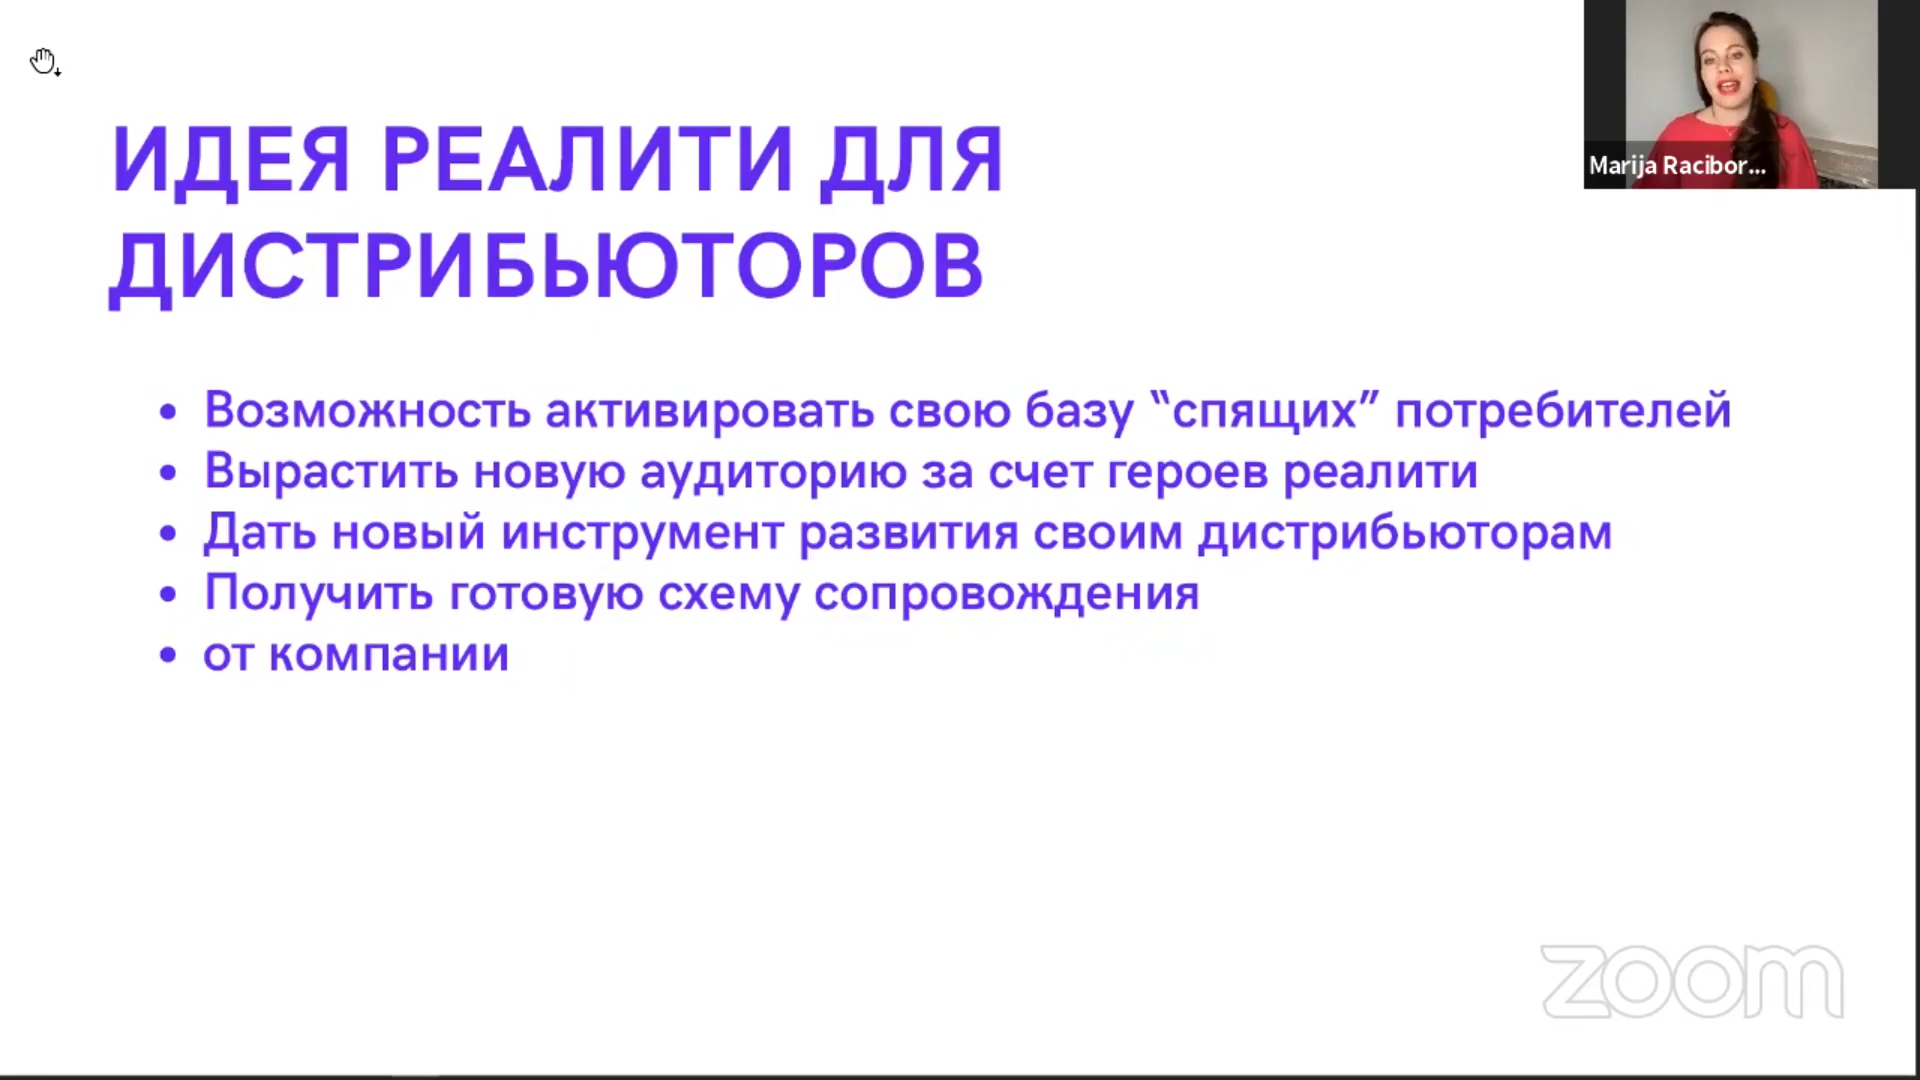 ИДЕЯ РЕАЛИТИ ДЛЯ
ДИСТРИБЬЮТОРОВ
• Возможность активировать свою базу “спящих” потребителей
• Вырастить новую аудиторию за счет героев реалити
• Дать новый инструмент развития своим дистрибьюторам
• Получить готовую схему сопровождения
• от компании
Marija Racibor...
zoom